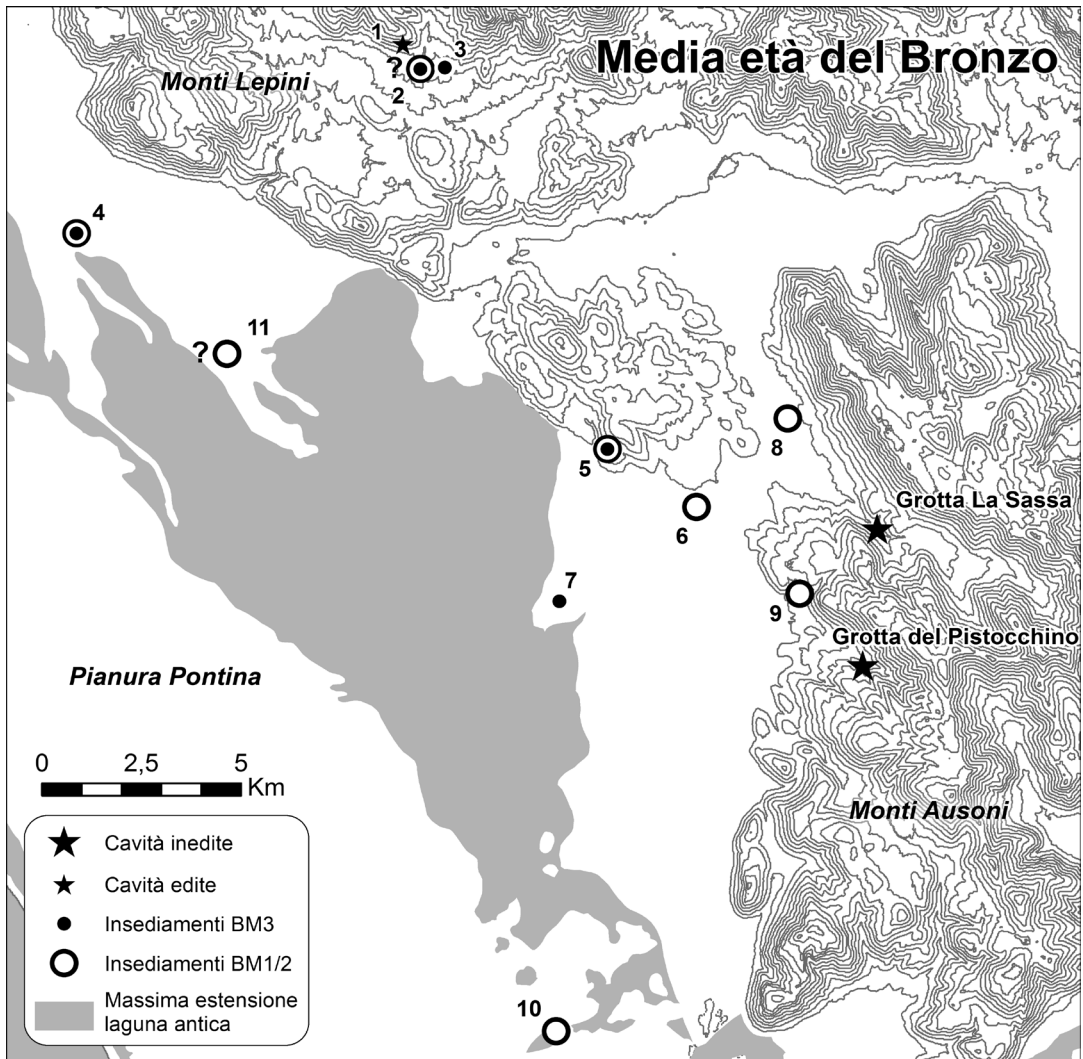 Media età del Bronzo
1
3
?
2
Monti Lepini
4
11
?
8
5
Grotta La Sassa
6
7
9
Grotta del Pistocchino
Pianura Pontina
0 2,5 5
Km
Monti Ausoni
Cavità inedite
Cavità edite
Insediamenti BM3
Insediamenti BM1/2
Massima estensione
laguna antica
10